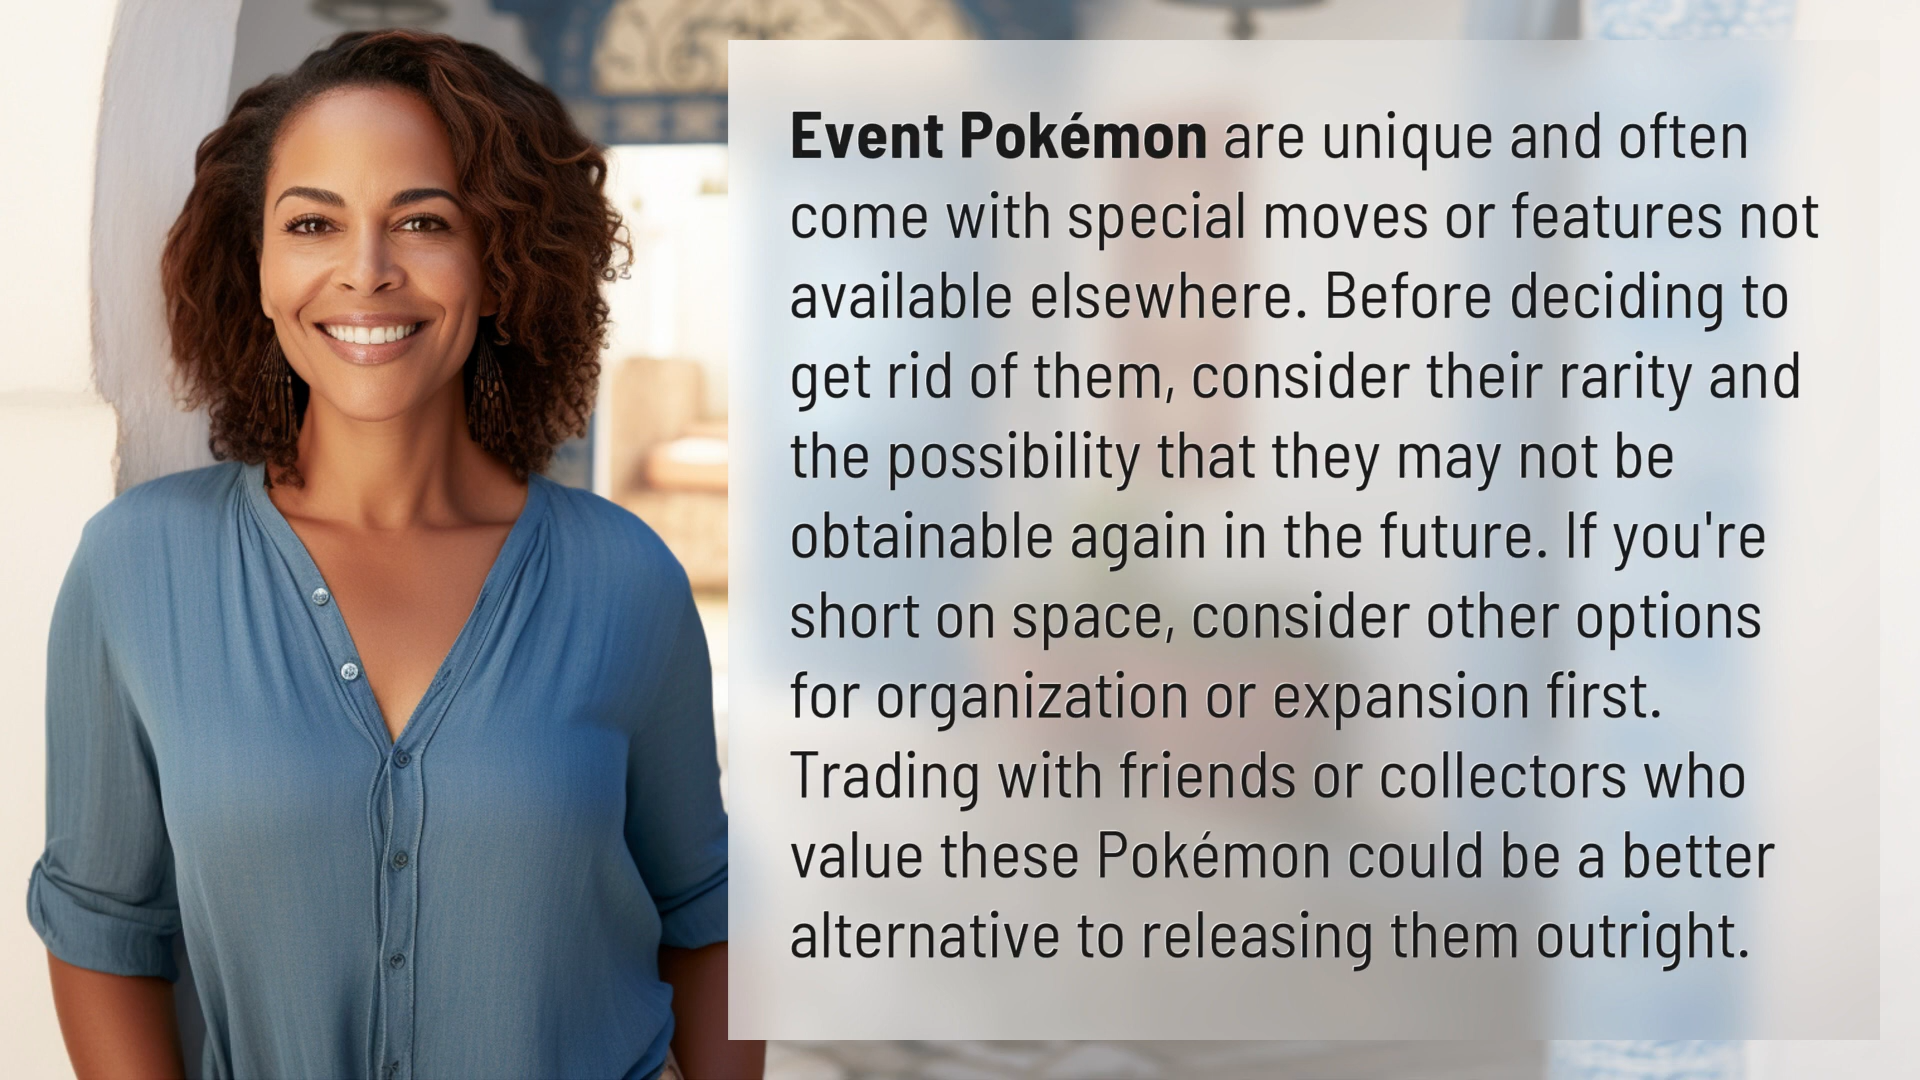 Event Pokémon are unique and often
come with special moves or features not
available elsewhere. Before deciding to
get rid of them, consider their rarity and
the possibility that they may not be
obtainable again in the future. If you're
short on space, consider other options
for organization or expansion first.
Trading with friends or collectors who
value these Pokémon could be a better
alternative to releasing them outright.